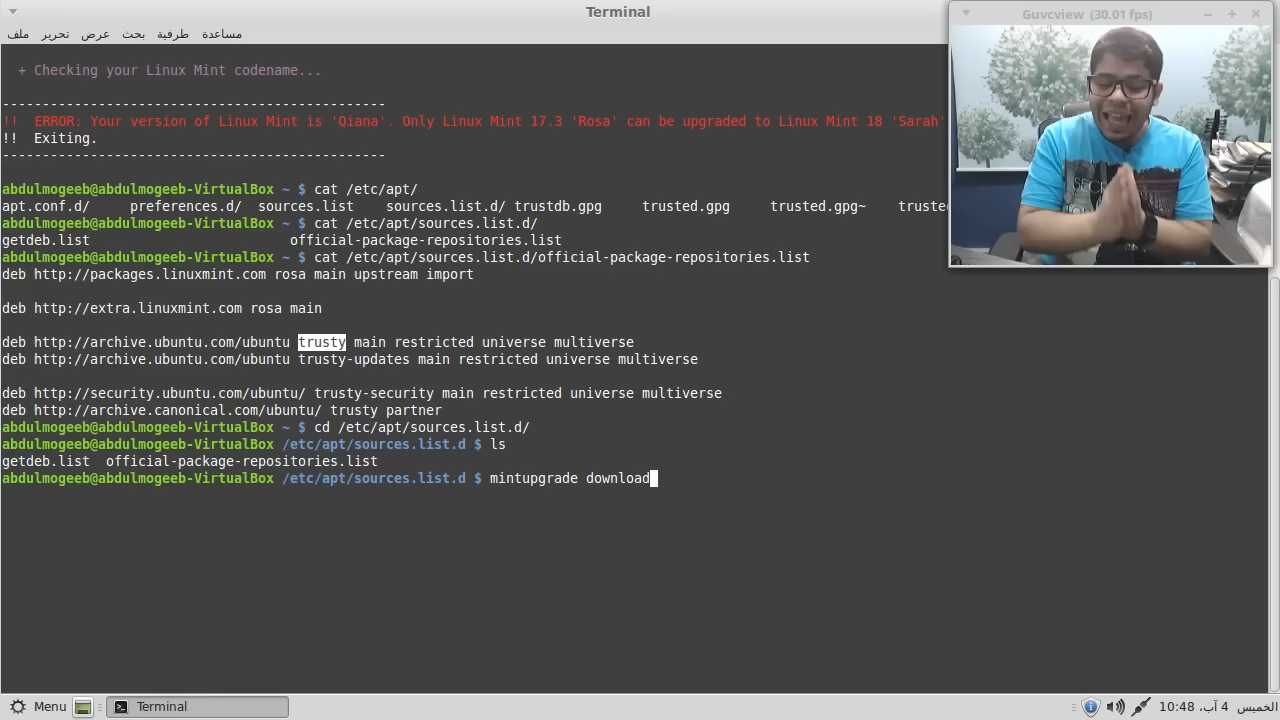 Terminal
Guvcview (30.01 fps)
ملف تحرير عرض بحث طرفية مساعدة
+ Checking your Linux Mint codename...
------------------------------------------------
!! ERROR: Your version of Linux Mint is 'Qiana'. Only Linux Mint 17.3 'Rosa' can be upgraded to Linux Mint 18 'Sarah'
!! Exiting.
------------------------------------------------
abdulmogeeb@abdulmogeeb-VirtualBox ~ $ cat /etc/apt/
apt.conf.d/ preferences.d/ sources.list sources.list.d/ trustdb.gpg trusted.gpg trusted.gpg~ trusted
abdulmogeeb@abdulmogeeb-VirtualBox ~ $ cat /etc/apt/sources.list.d/
getdeb.list official-package-repositories.list
abdulmogeeb@abdulmogeeb-VirtualBox ~ $ cat /etc/apt/sources.list.d/official-package-repositories.list
deb http://packages.linuxmint.com rosa main upstream import
deb http://extra.linuxmint.com rosa main
deb http://archive.ubuntu.com/ubuntu trusty main restricted universe multiverse
deb http://archive.ubuntu.com/ubuntu trusty-updates main restricted universe multiverse
deb http://security.ubuntu.com/ubuntu/ trusty-security main restricted universe multiverse
deb http://archive.canonical.com/ubuntu/ trusty partner
abdulmogeeb@abdulmogeeb-VirtualBox ~ $ cd /etc/apt/sources.list.d/
abdulmogeeb@abdulmogeeb-VirtualBox /etc/apt/sources.list.d $ ls
getdeb.list official-package-repositories.list
abdulmogeeb@abdulmogeeb-VirtualBox /etc/apt/sources.list.d $ mintupgrade download
Menu
Terminal
الخميس 4 آب، 10:48